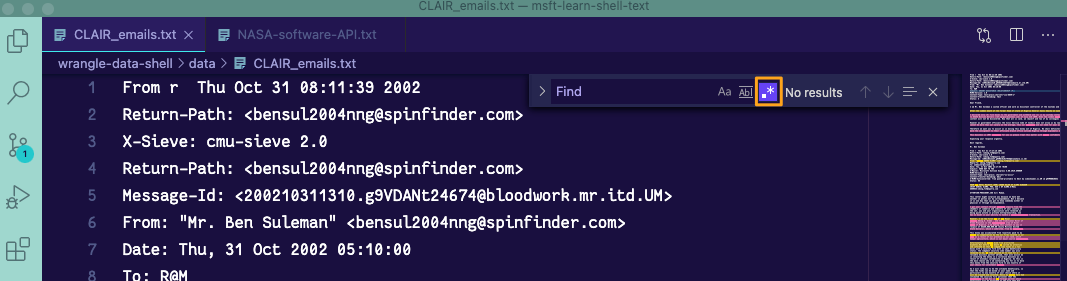 CLAIR_emails.txt — msft-learn-shell-text
CLAIR_emails.txt × NASA-software-API.txt
wrangle-data-shell > data > CLAIR_emails.txt
> Find Aa Abl .* No results
1 From r  Thu Oct 31 08:11:39 2002
2 Return-Path: <bensul2004nng@spinfinder.com>
3 X-Sieve: cmu-sieve 2.0
4 Return-Path: <bensul2004nng@spinfinder.com>
5 Message-Id: <200210311310.g9VDANt24674@bloodwork.mr.itd.UM>
6 From: "Mr. Ben Suleman" <bensul2004nng@spinfinder.com>
7 Date: Thu, 31 Oct 2002 05:10:00
8 To: R@M
1